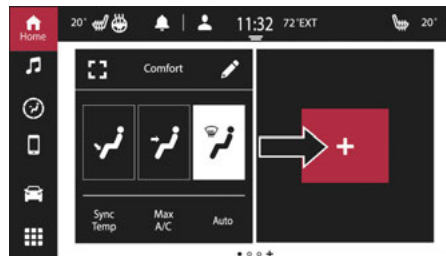 20° 11:32 72°EXT 20°
Home
Comfort
Sync
Temp
Max
A/C
Auto